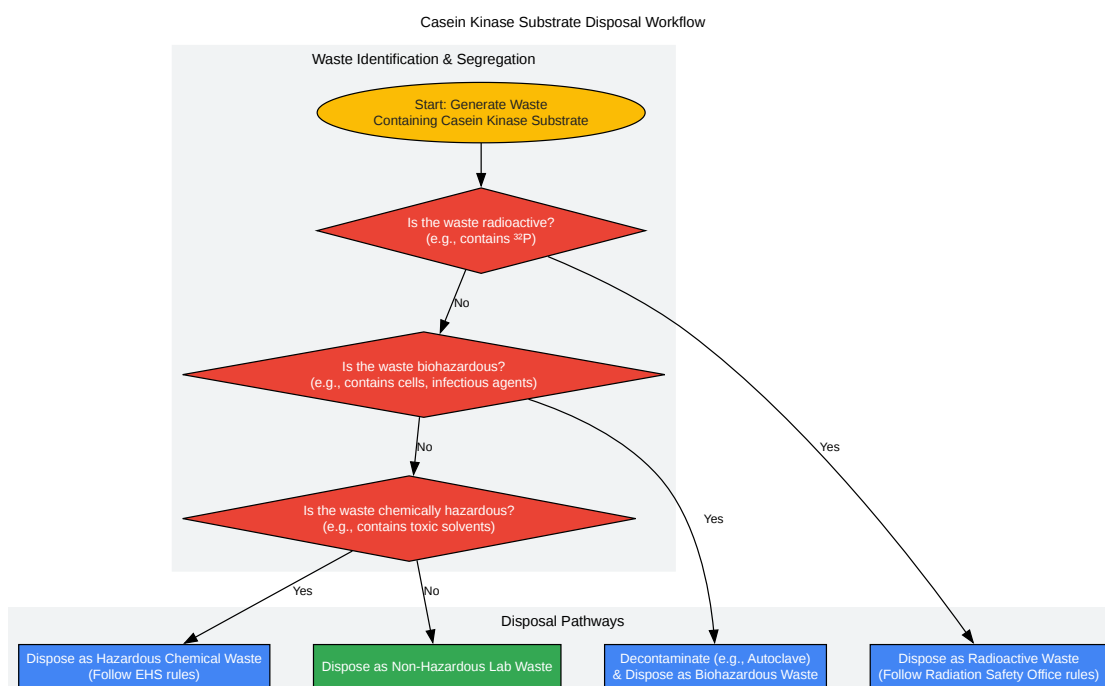 Casein Kinase Substrate Disposal Workflow
Waste Identification & Segregation
Start: Generate Waste
Containing Casein Kinase Substrate
Is the waste radioactive?
(e.g., contains ³²P)
No
Is the waste biohazardous?
(e.g., contains cells, infectious agents)
Yes
No
Is the waste chemically hazardous?
(e.g., contains toxic solvents)
Yes
Yes
No
Disposal Pathways
Dispose as Hazardous Chemical Waste
(Follow EHS rules)
Dispose as Non-Hazardous Lab Waste
Decontaminate (e.g., Autoclave)
& Dispose as Biohazardous Waste
Dispose as Radioactive Waste
(Follow Radiation Safety Office rules)